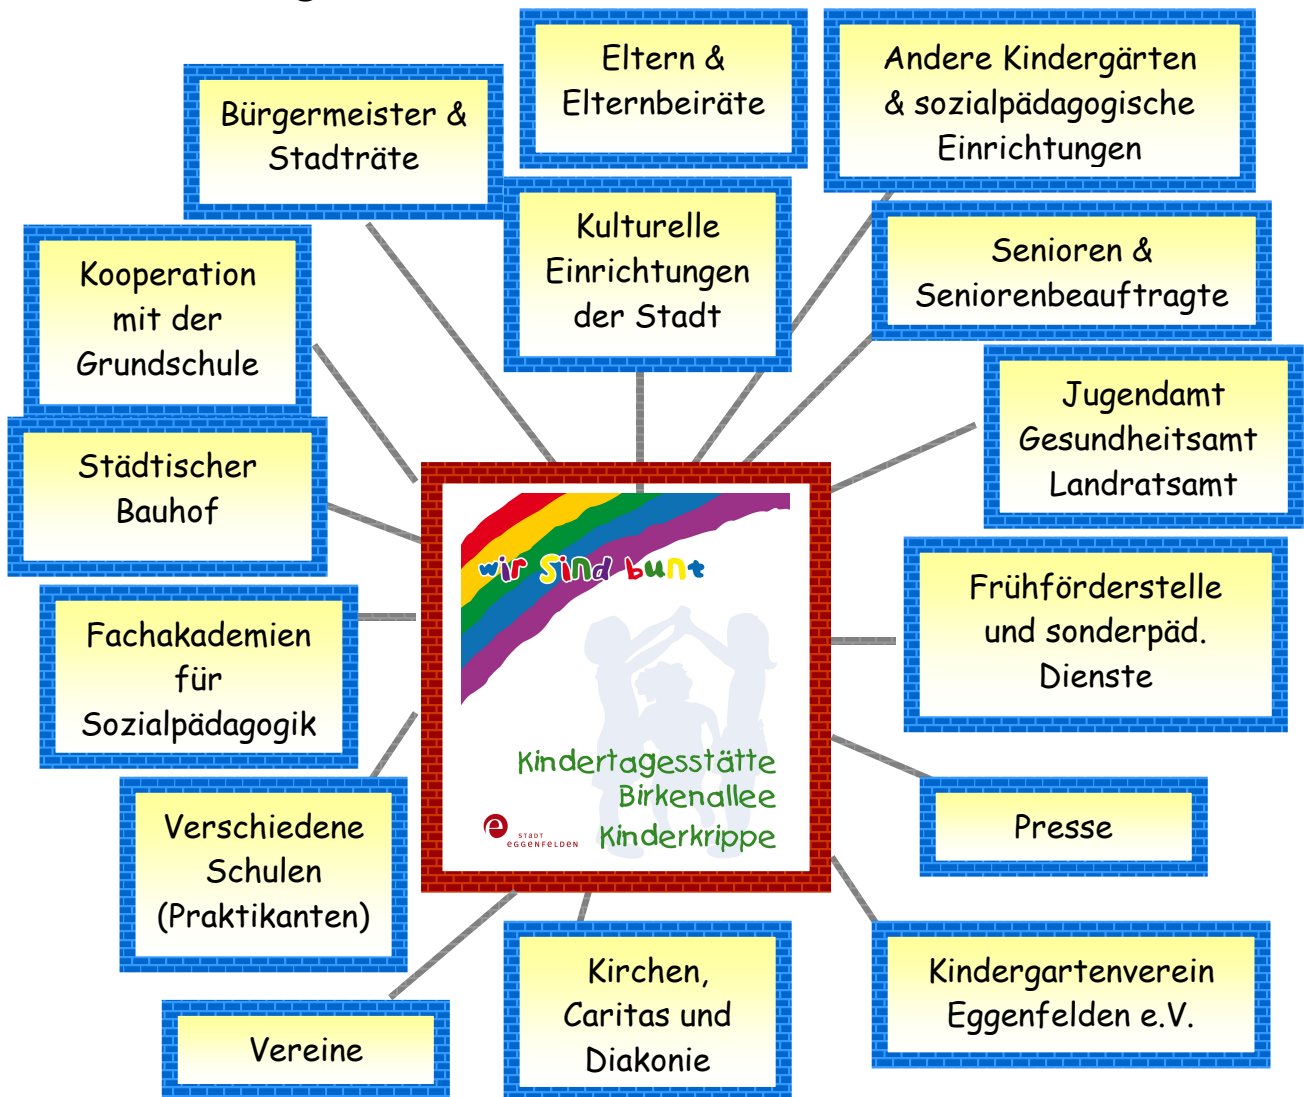 Eltern &
Elternbeiräte
Andere Kindergärten
& sozialpädagogische
Einrichtungen
Bürgermeister &
Stadträte
Kulturelle
Einrichtungen
der Stadt
Senioren &
Seniorenbeauftragte
Kooperation
mit der
Grundschule
Jugendamt
Gesundheitsamt
Landratsamt
Städtischer
Bauhof
wir sind bunt
Kindertagesstätte
Birkenallee
Kinderkrippe
e
STADT
eGGenFeLDen
Frühförderstelle
und sonderpäd.
Dienste
Fachakademien
für
Sozialpädagogik
Verschiedene
Schulen
(Praktikanten)
Presse
Kirchen,
Caritas und
Diakonie
Kindergartenverein
Eggenfelden e.V.
Vereine